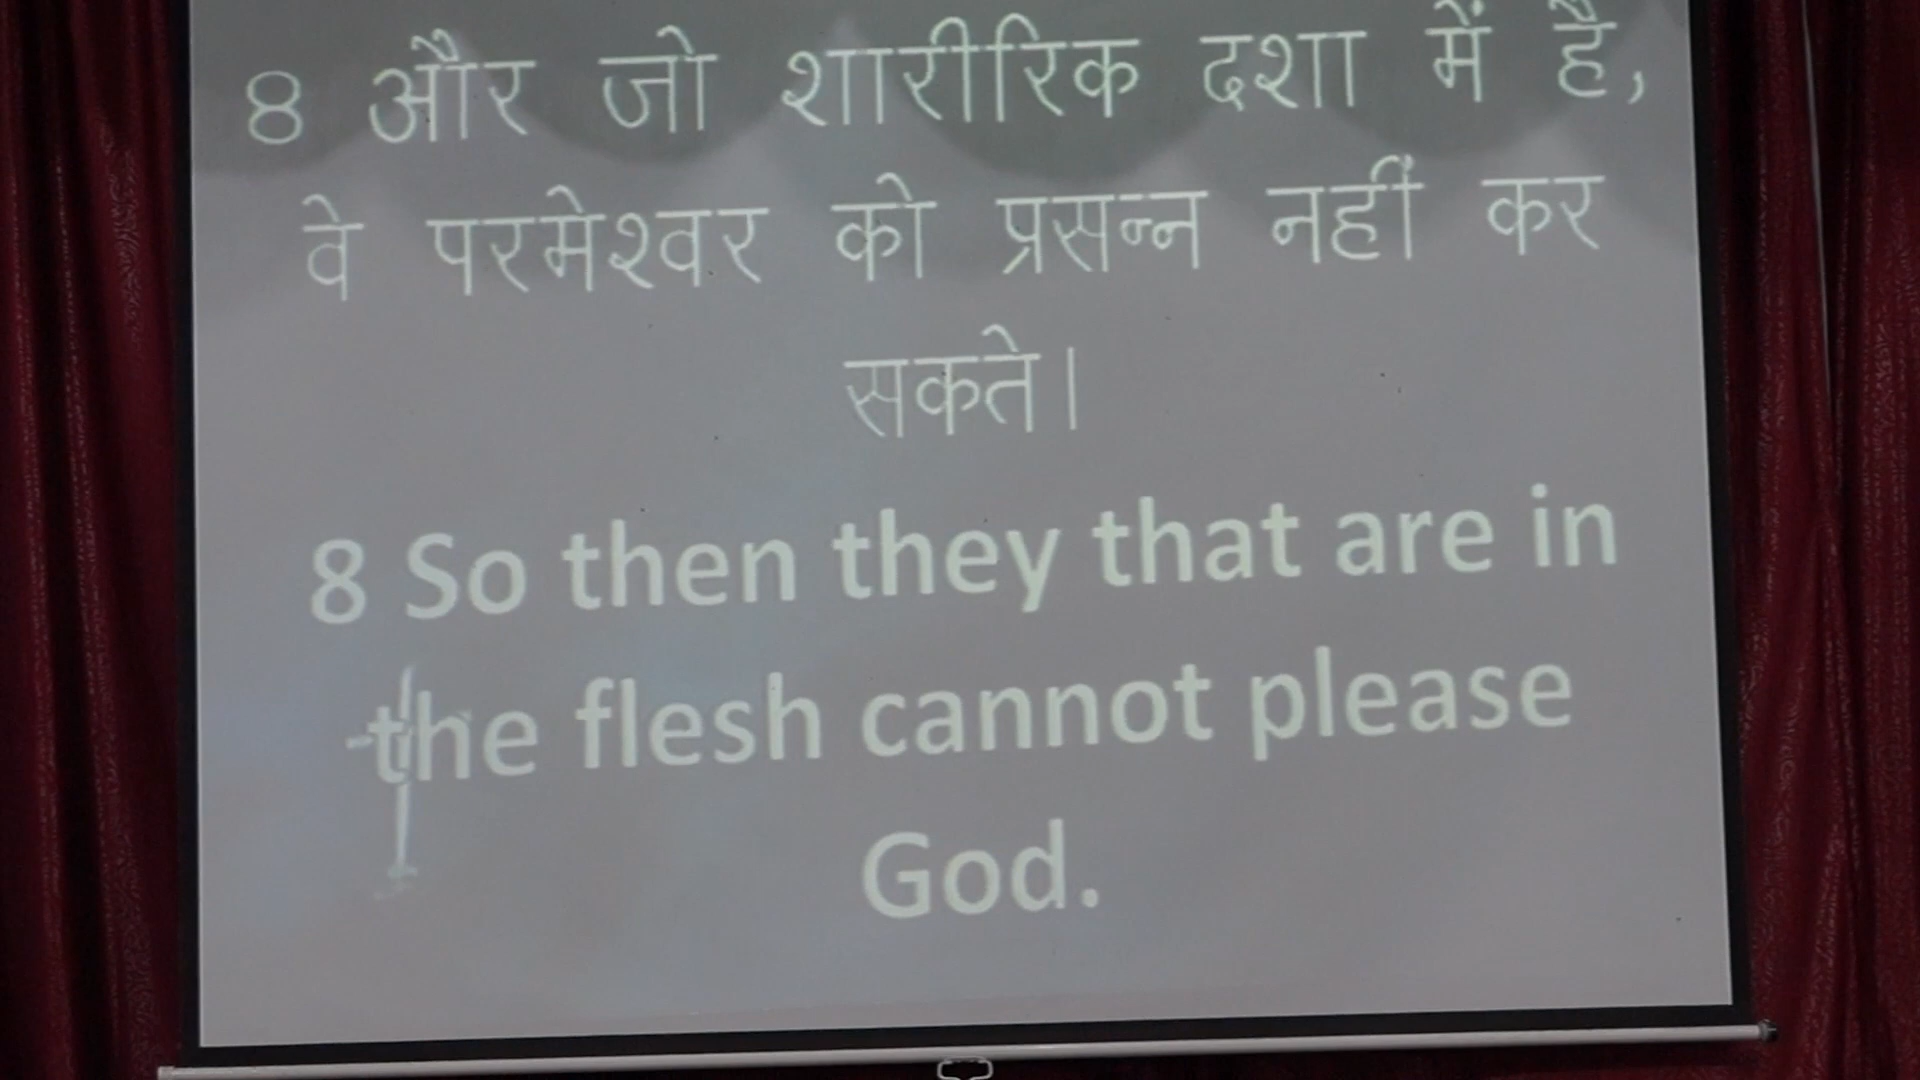 8 और जो शारीरिक दशा में है,
वे परमेश्वर को प्रसन्न नहीं कर
सकते।
8 So then they that are in
the flesh cannot please
God.